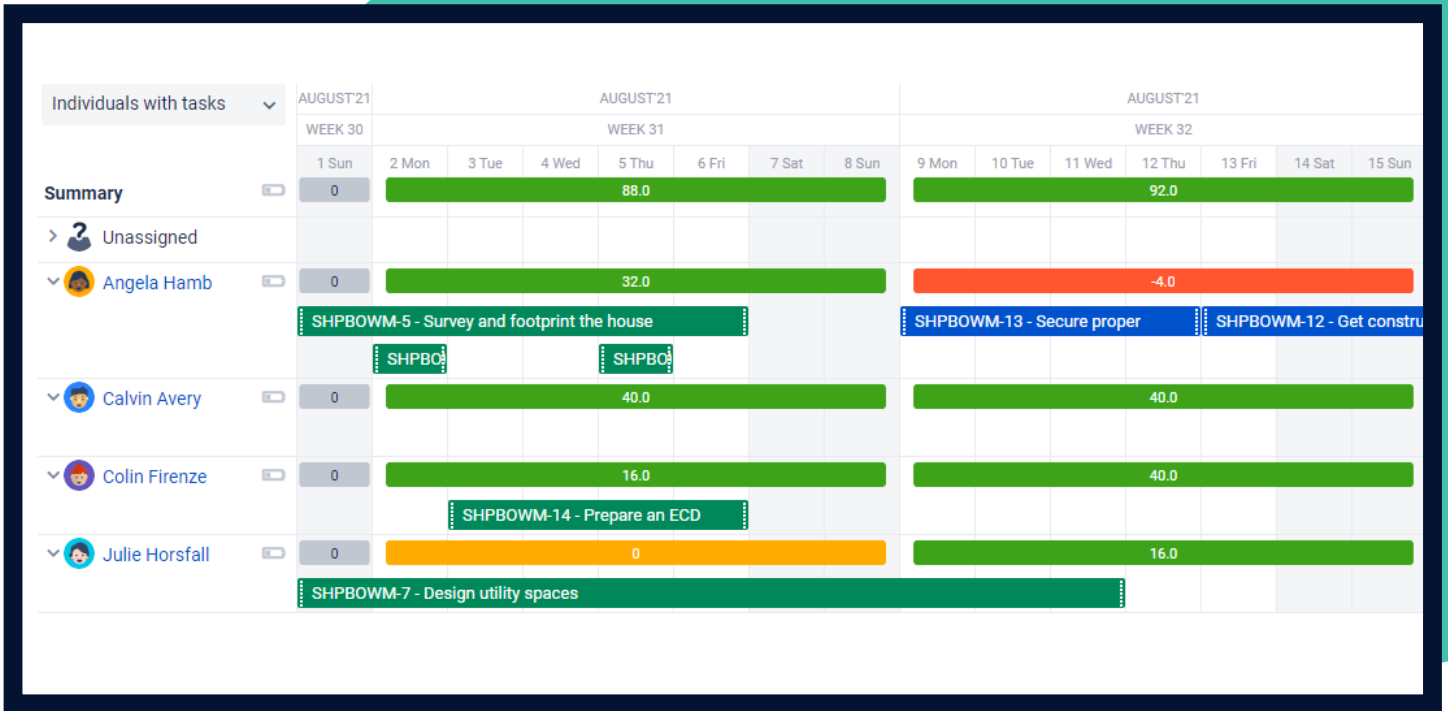 Individuals with tasks
AUGUST'21 AUGUST'21 AUGUST'21
WEEK 30 WEEK 31 WEEK 32
1 Sun 2 Mon 3 Tue 4 Wed 5 Thu 6 Fri 7 Sat 8 Sun 9 Mon 10 Tue 11 Wed 12 Thu 13 Fri 14 Sat 15 Sun
Summary 0 88.0 92.0
? Unassigned
Angela Hamb 0 32.0 -4.0
SHPBOWM-5 - Survey and footprint the house SHPBOWM-13 - Secure proper SHPBOWM-12 - Get constru
SHPBO SHPBO
Calvin Avery 0 40.0 40.0
Colin Firenze 0 16.0 40.0
SHPBOWM-14 - Prepare an ECD
Julie Horsfall 0 0 16.0
SHPBOWM-7 - Design utility spaces